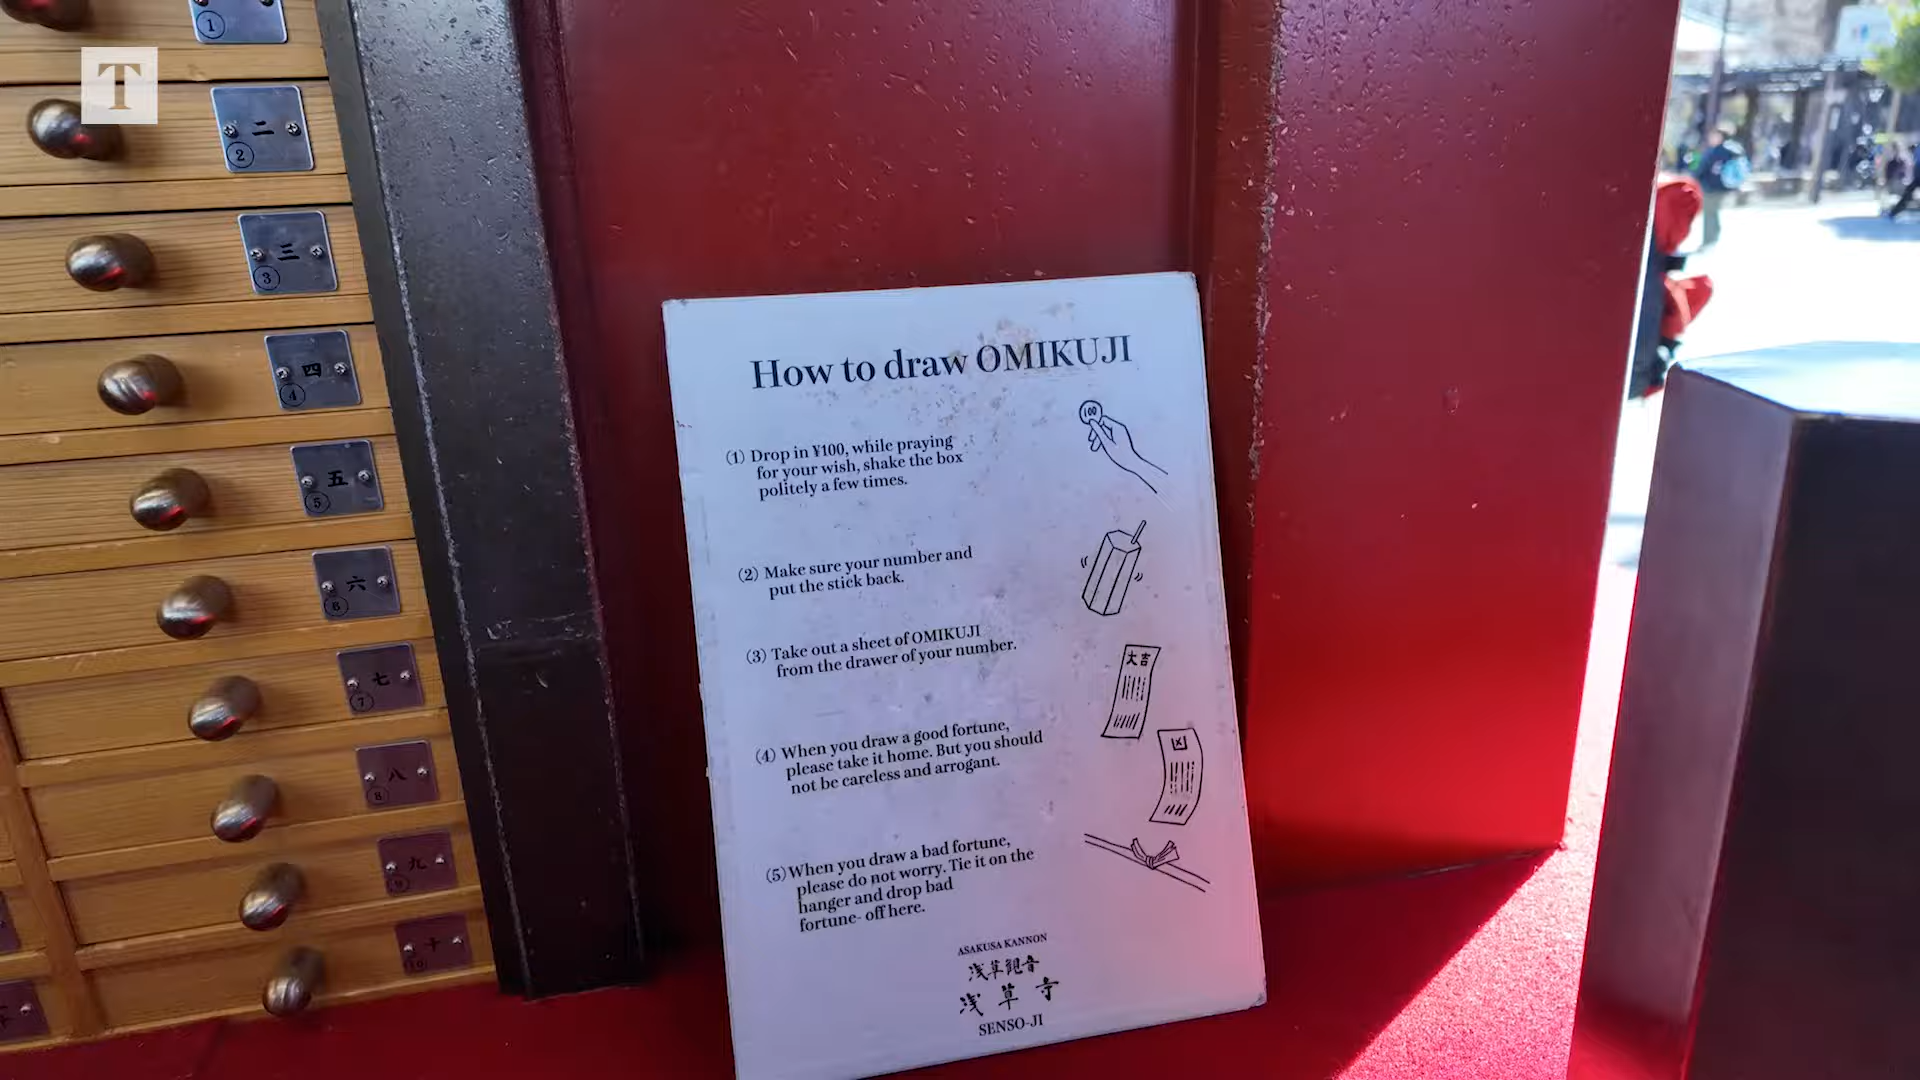 T
①
二
②
三
③
四
④
五
⑤
六
⑥
七
⑦
八
⑧
九
⑨
十
⑩
How to draw OMIKUJI
(1) Drop in ¥100, while praying
for your wish, shake the box
politely a few times.
100
(2) Make sure your number and
put the stick back.
(3) Take out a sheet of OMIKUJI
from the drawer of your number.
大吉
(4) When you draw a good fortune,
please take it home. But you should
not be careless and arrogant.
凶
(5) When you draw a bad fortune,
please do not worry. Tie it on the
hanger and drop bad
fortune- off here.
ASAKUSA KANNON
浅草観音
浅草寺
SENSO-JI